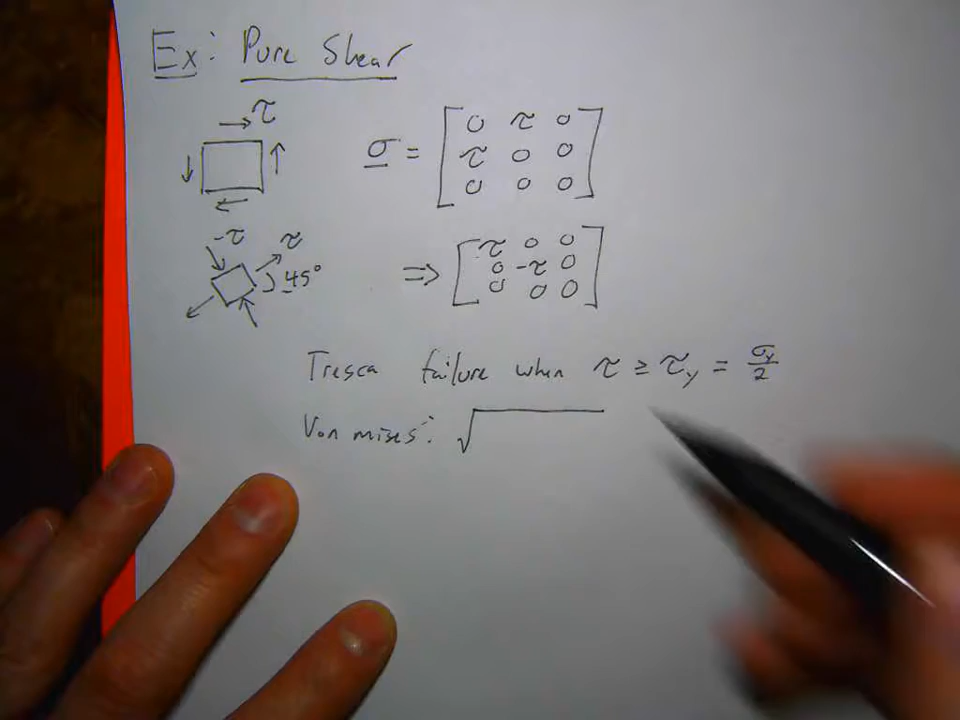 Ex: Pure Shear
τ
σ = [0 τ 0
τ 0 0
0 0 0]
-τ τ
45°
⇒ [τ 0 0
0 -τ 0
0 0 0]
Tresca failure when τ ≥ τy = σy/2
Von mises: √